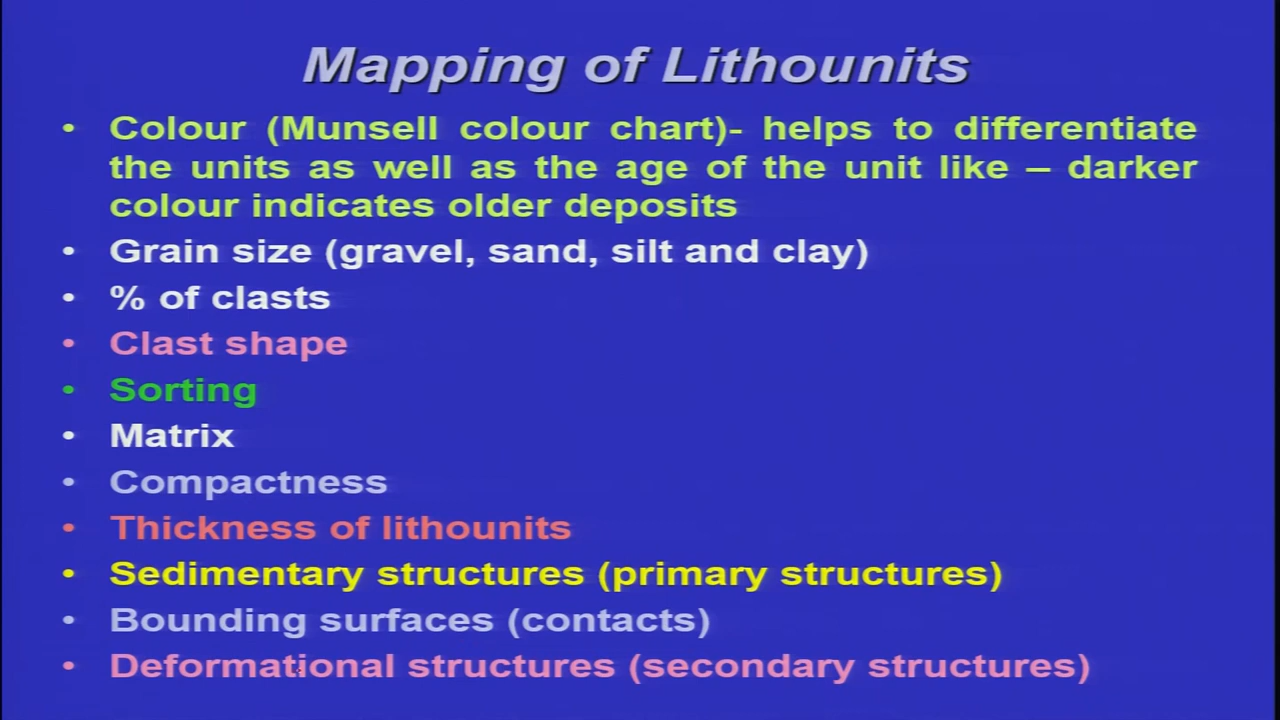 Mapping of Lithounits
• Colour (Munsell colour chart)- helps to differentiate
the units as well as the age of the unit like – darker
colour indicates older deposits
• Grain size (gravel, sand, silt and clay)
• % of clasts
• Clast shape
• Sorting
• Matrix
• Compactness
• Thickness of lithounits
• Sedimentary structures (primary structures)
• Bounding surfaces (contacts)
• Deformational structures (secondary structures)